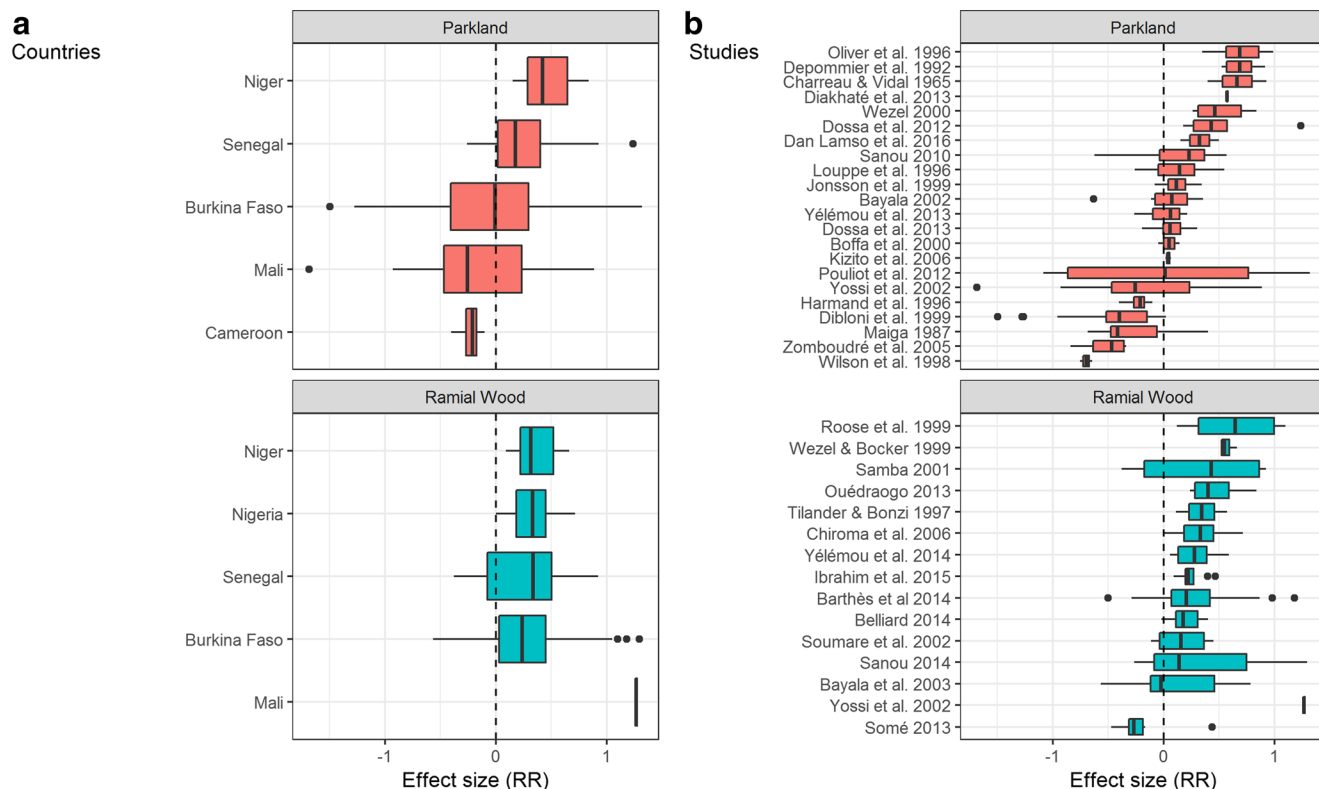 a
Countries
Parkland
Niger
Senegal
Burkina Faso
Mali
Cameroon
Ramial Wood
Niger
Nigeria
Senegal
Burkina Faso
Mali
-1
0
1
Effect size (RR)
b
Studies
Parkland
Oliver et al. 1996
Depommier et al. 1992
Charreau & Vidal 1965
Diakhaté et al. 2013
Wezel 2000
Dossa et al. 2012
Dan Lamso et al. 2016
Sanou 2010
Louppe et al. 1996
Jonsson et al. 1999
Bayala 2002
Yélémou et al. 2013
Dossa et al. 2013
Boffa et al. 2000
Kizito et al. 2006
Pouliot et al. 2012
Yossi et al. 2002
Harmand et al. 1996
Dibloni et al. 1999
Maiga 1987
Zomboudré et al. 2005
Wilson et al. 1998
Ramial Wood
Roose et al. 1999
Wezel & Bocker 1999
Samba 2001
Ouédraogo 2013
Tilander & Bonzi 1997
Chiroma et al. 2006
Yélémou et al. 2014
Ibrahim et al. 2015
Barthès et al 2014
Belliard 2014
Soumare et al. 2002
Sanou 2014
Bayala et al. 2003
Yossi et al. 2002
Somé 2013
-1
0
1
Effect size (RR)